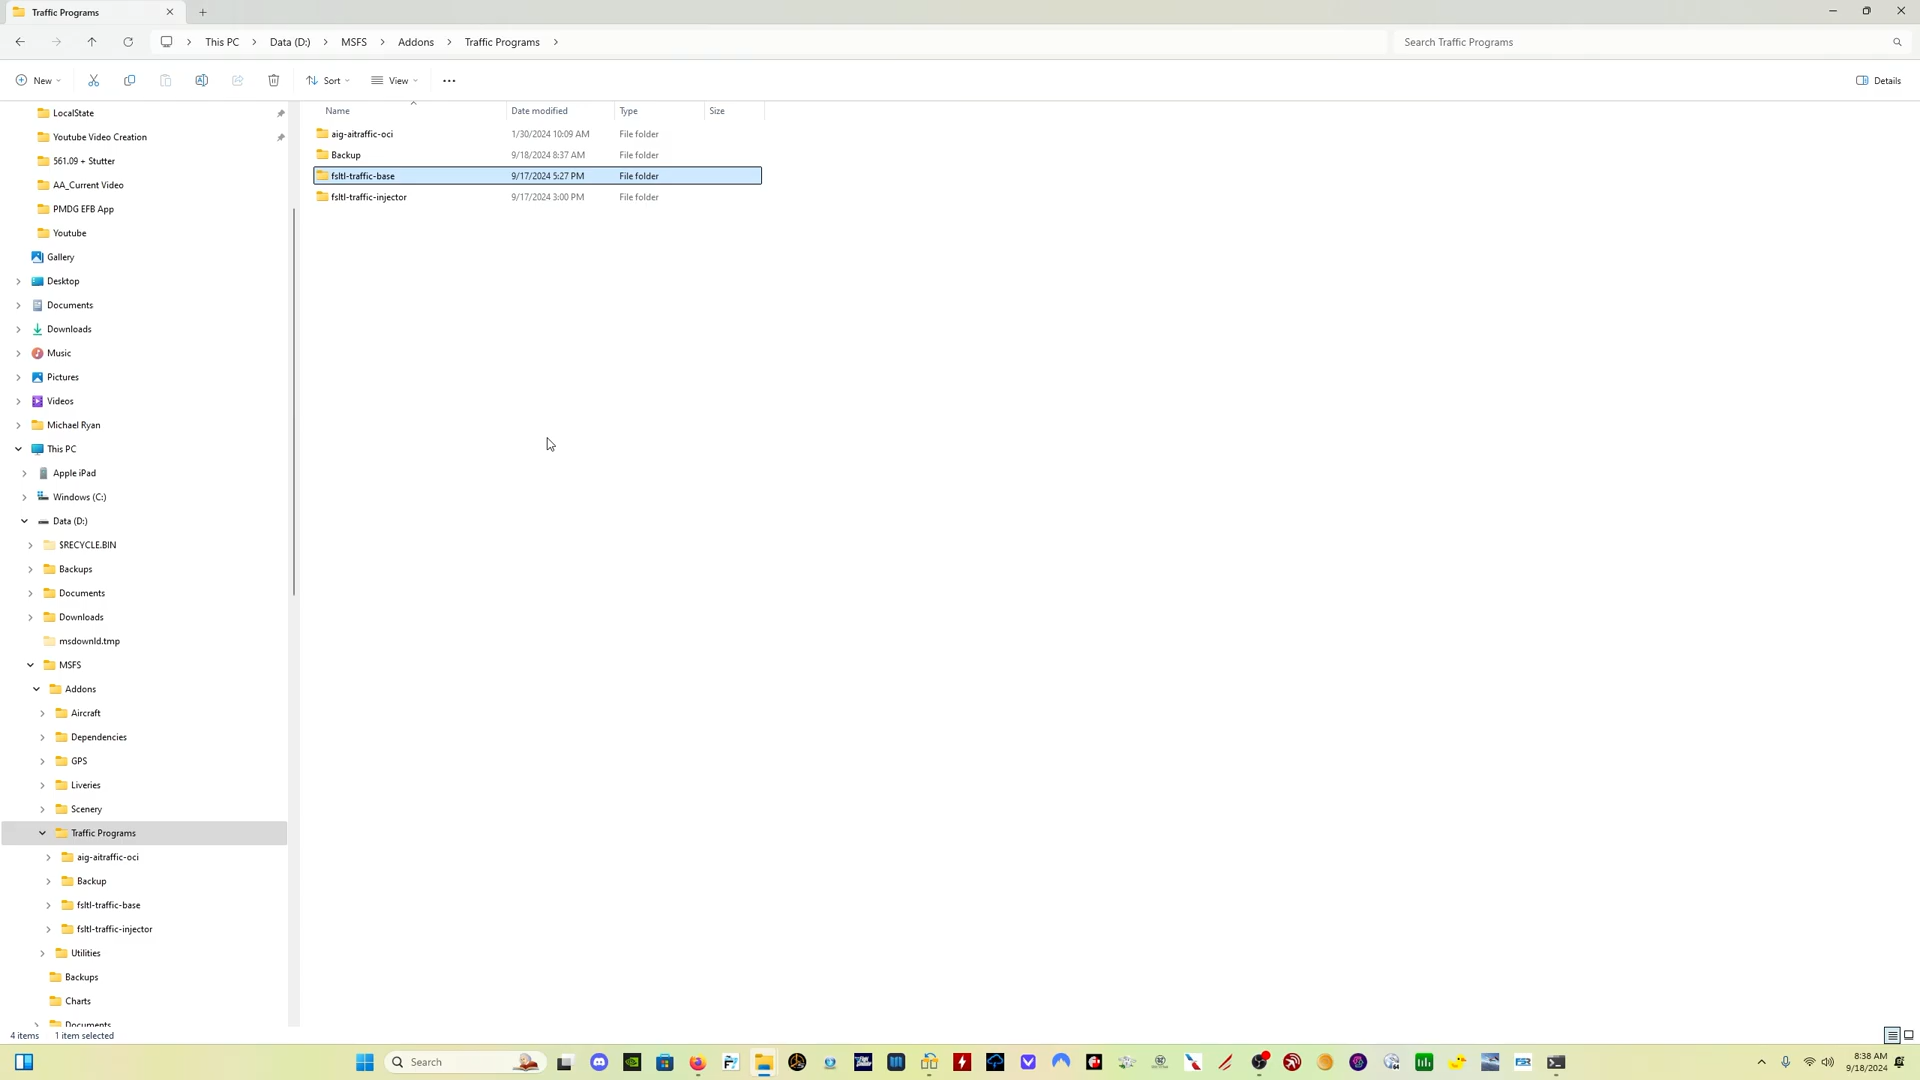 Traffic Programs
This PC > Data (D:) > MSFS > Addons > Traffic Programs >
Search Traffic Programs
New
Sort
View
Details
Name Date modified Type Size
aig-aitraffic-oci 1/30/2024 10:09 AM File folder
Backup 9/18/2024 8:37 AM File folder
fsltl-traffic-base 9/17/2024 5:27 PM File folder
fsltl-traffic-injector 9/17/2024 3:00 PM File folder
LocalState
Youtube Video Creation
561.09 + Stutter
AA_Current Video
PMDG EFB App
Youtube
Gallery
Desktop
Documents
Downloads
Music
Pictures
Videos
Michael Ryan
This PC
Apple iPad
Windows (C:)
Data (D:)
$RECYCLE.BIN
Backups
Documents
Downloads
msdownld.tmp
MSFS
Addons
Aircraft
Dependencies
GPS
Liveries
Scenery
Traffic Programs
aig-aitraffic-oci
Backup
fsltl-traffic-base
fsltl-traffic-injector
Utilities
Backups
Charts
Documents
4 items 1 item selected
Search
8:38 AM
9/18/2024